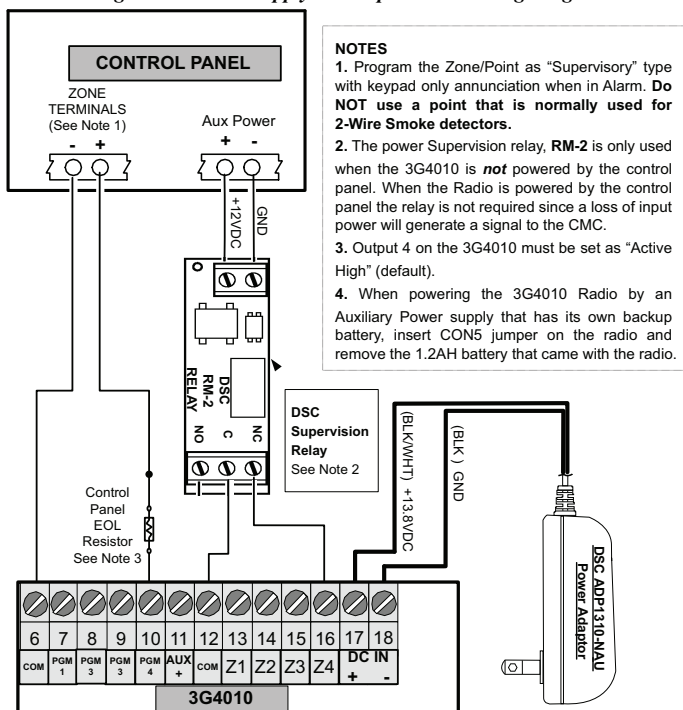 CONTROL PANEL
ZONE
TERMINALS
(See Note 1)
- +
Aux Power
+ -
+12VDC
GND
DSC
RM-2
RELAY
NO C NC
DSC
Supervision
Relay
See Note 2
Control
Panel
EOL
Resistor
See Note 3
NOTES
1. Program the Zone/Point as “Supervisory” type
with keypad only annunciation when in Alarm. Do
NOT use a point that is normally used for
2-Wire Smoke detectors.
2. The power Supervision relay, RM-2 is only used
when the 3G4010 is not powered by the control
panel. When the Radio is powered by the control
panel the relay is not required since a loss of input
power will generate a signal to the CMC.
3. Output 4 on the 3G4010 must be set as “Active
High” (default).
4. When powering the 3G4010 Radio by an
Auxiliary Power supply that has its own backup
battery, insert CON5 jumper on the radio and
remove the 1.2AH battery that came with the radio.
(BLK/WHT) +13.8VDC
(BLK ) GND
DSC ADP1310-NAU
Power Adaptor
6 7 8 9 10 11 12 13 14 15 16 17 18
COM PGM 1 PGM 3 PGM 3 PGM 4 AUX + COM Z1 Z2 Z3 Z4 DC IN
+ -
3G4010